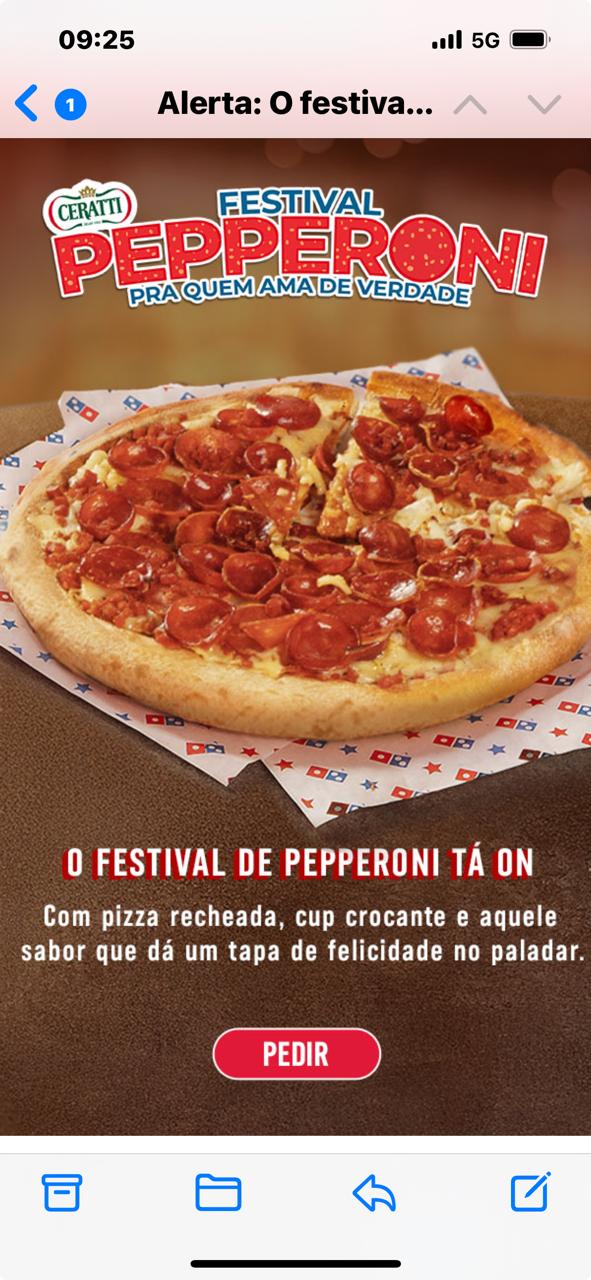 09:25
5G
1
Alerta: O festiva...
CERATTI
FESTIVAL
PEPPERONI
PRA QUEM AMA DE VERDADE
O FESTIVAL DE PEPPERONI TÁ ON
Com pizza recheada, cup crocante e aquele
sabor que dá um tapa de felicidade no paladar.
PEDIR